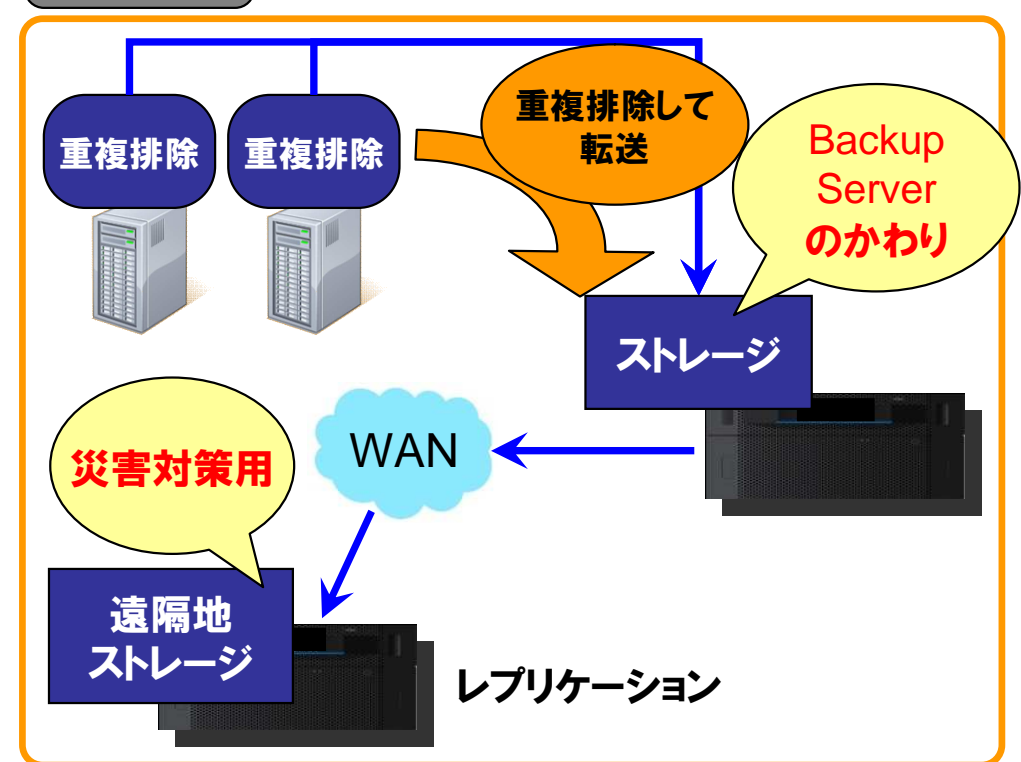 重複排除
重複排除
重複排除して
転送
Backup
Server
のかわり
ストレージ
WAN
災害対策用
遠隔地
ストレージ
レプリケーション